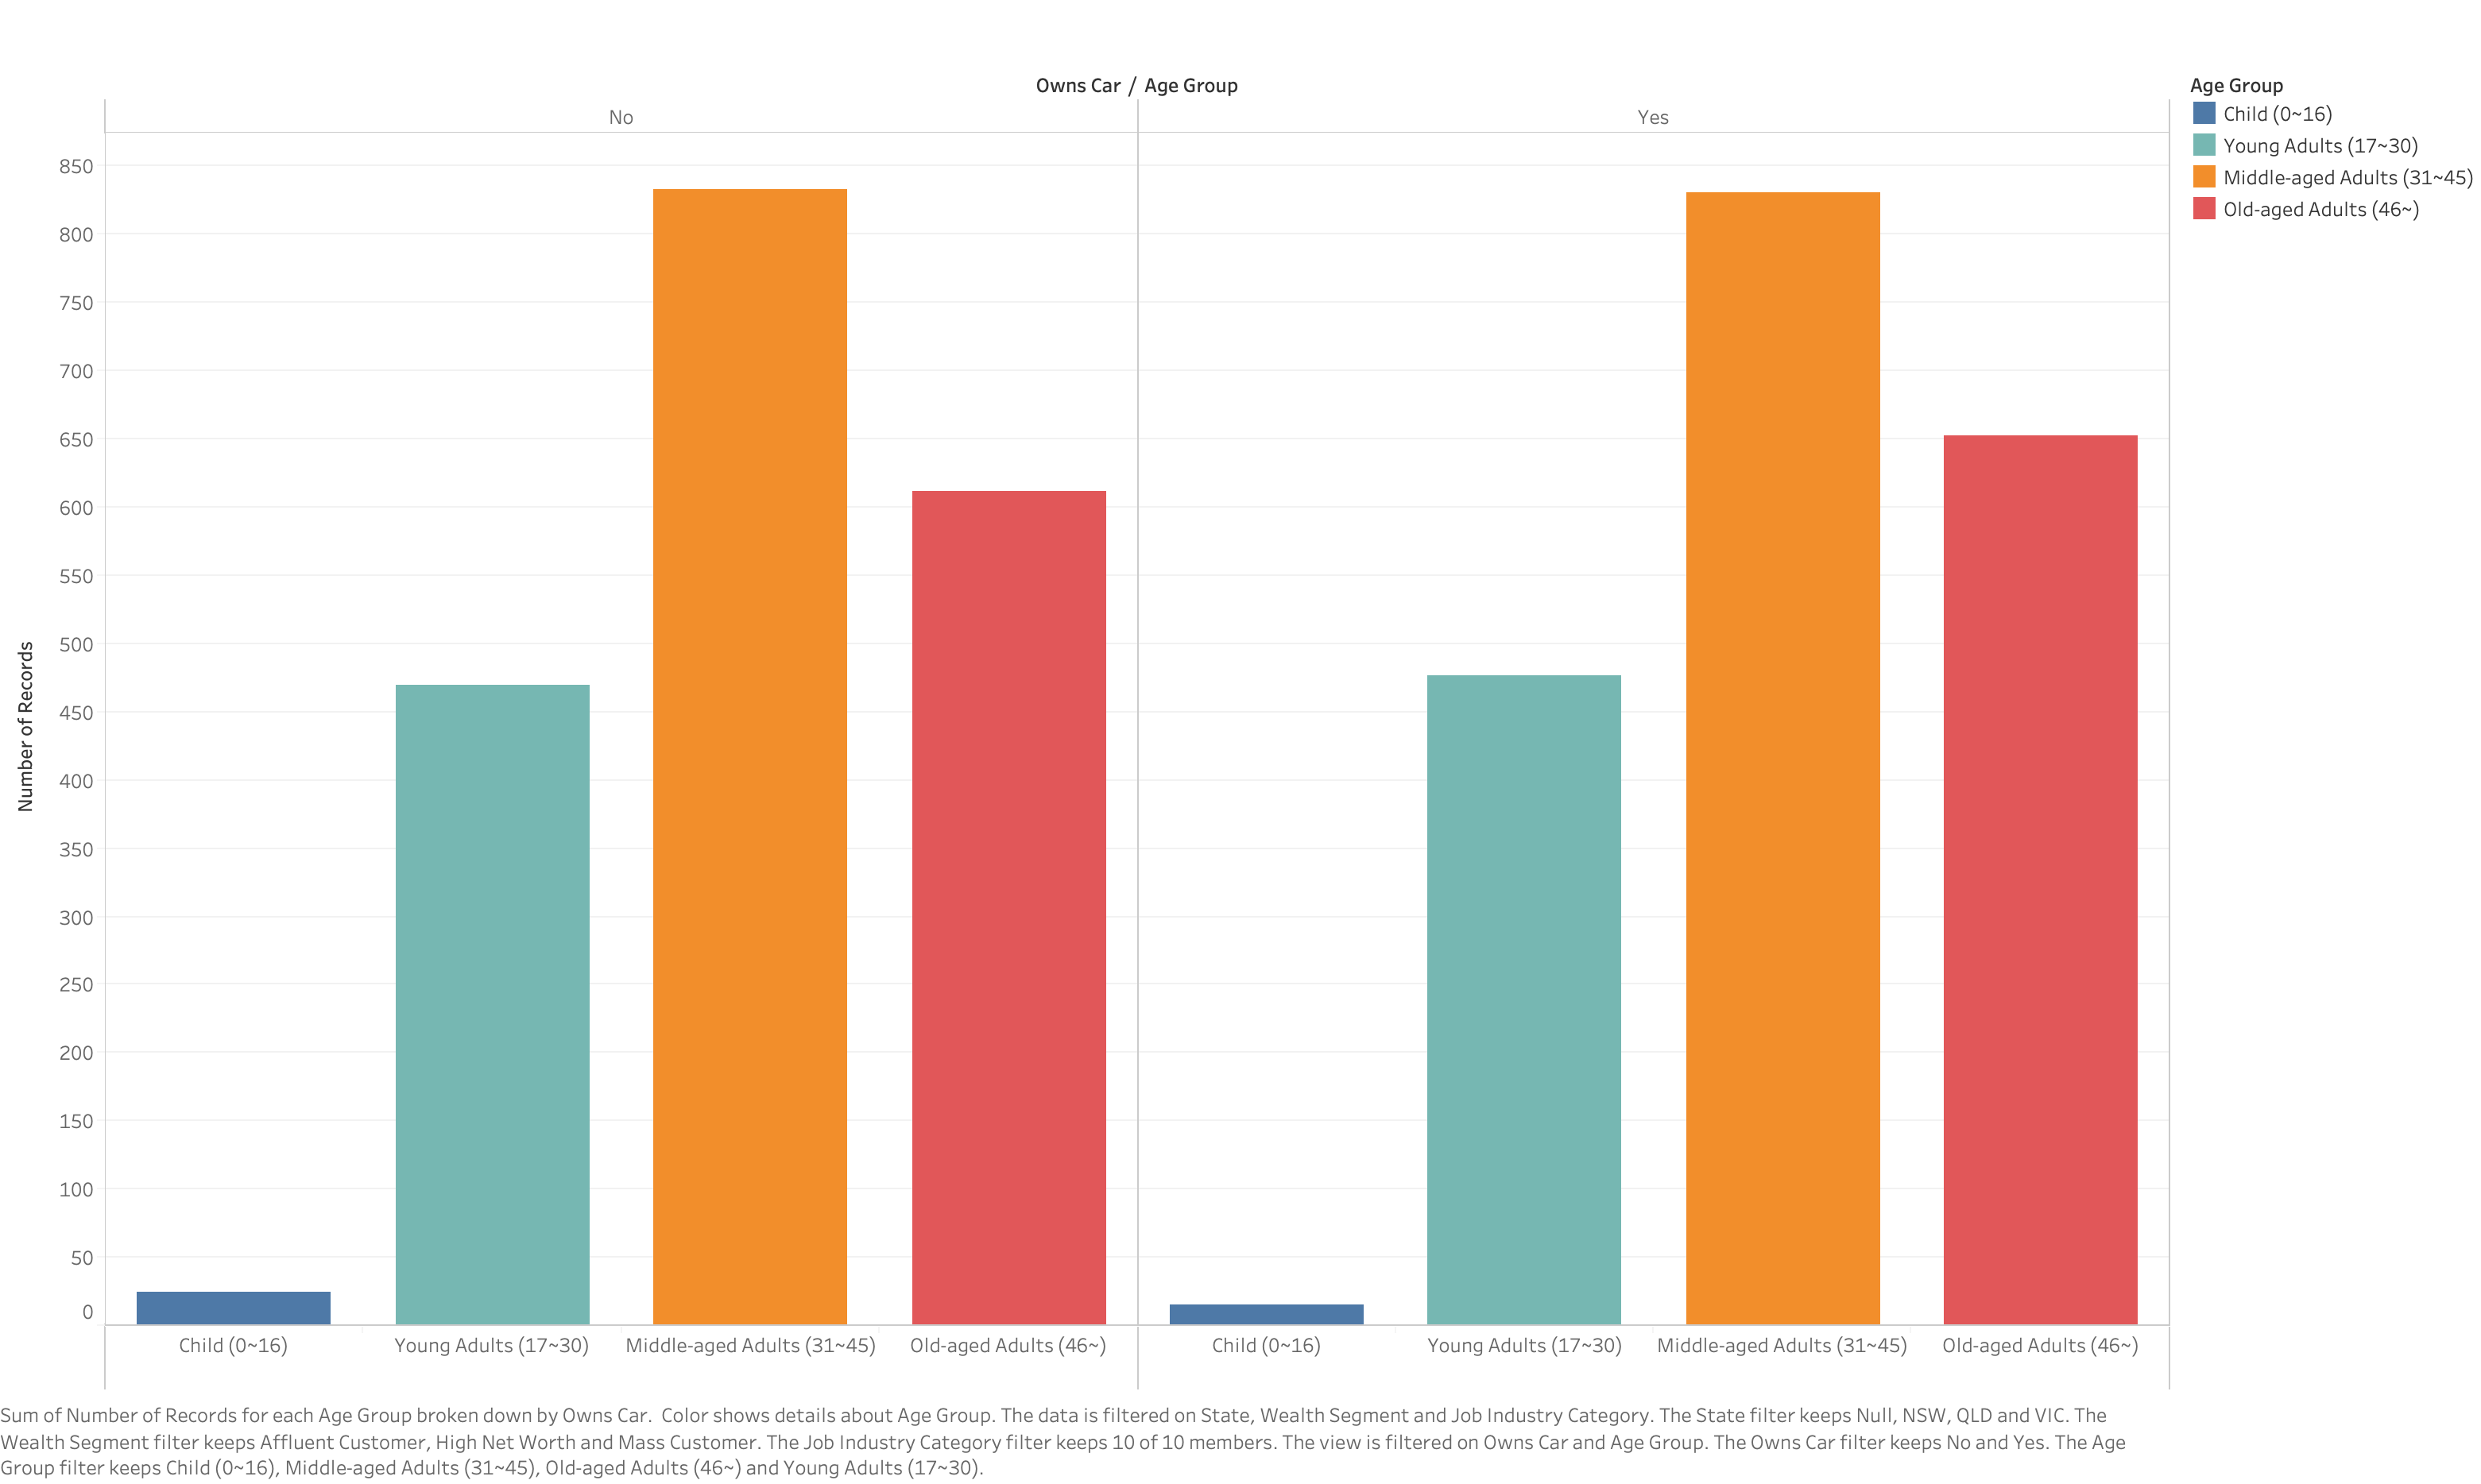 Owns Car / Age Group
No
Yes
Age Group
Child (0~16)
Young Adults (17~30)
Middle-aged Adults (31~45)
Old-aged Adults (46~)
Number of Records
850
800
750
700
650
600
550
500
450
400
350
300
250
200
150
100
50
0
Child (0~16)
Young Adults (17~30)
Middle-aged Adults (31~45)
Old-aged Adults (46~)
Child (0~16)
Young Adults (17~30)
Middle-aged Adults (31~45)
Old-aged Adults (46~)
Sum of Number of Records for each Age Group broken down by Owns Car.  Color shows details about Age Group. The data is filtered on State, Wealth Segment and Job Industry Category. The State filter keeps Null, NSW, QLD and VIC. The
Wealth Segment filter keeps Affluent Customer, High Net Worth and Mass Customer. The Job Industry Category filter keeps 10 of 10 members. The view is filtered on Owns Car and Age Group. The Owns Car filter keeps No and Yes. The Age
Group filter keeps Child (0~16), Middle-aged Adults (31~45), Old-aged Adults (46~) and Young Adults (17~30).